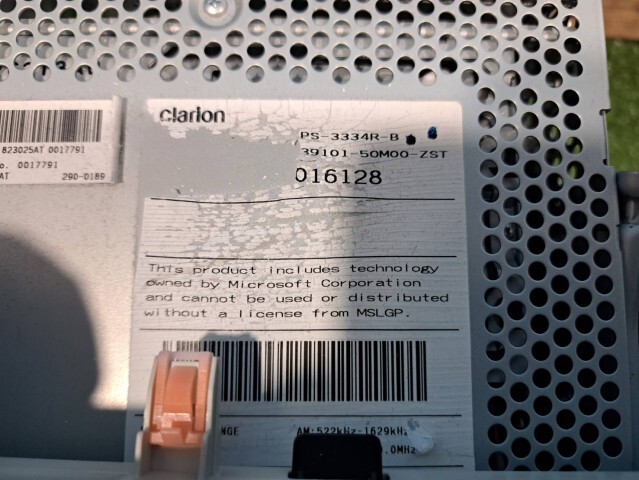 clarion
PS-3334R-B
39101-50M00-ZST
016128
823025AT 0017791
o. 0017791
AT 290-0189
This product includes technology
owned by Microsoft Corporation
and cannot be used or distributed
without a license from MSLGP.
NGE AM:522kHz-1629kHz
.0MHz